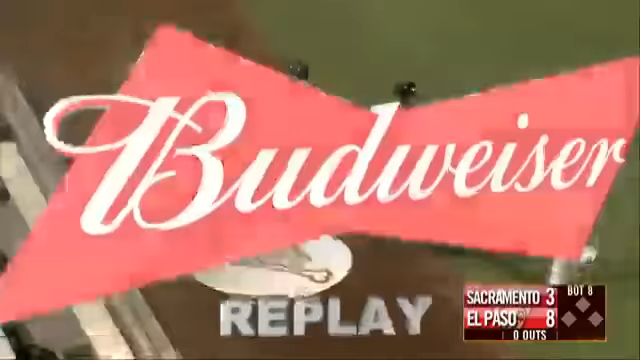 Budweiser
REPLAY
SACRAMENTO 3 BOT 8
EL PASO 8
0 OUTS